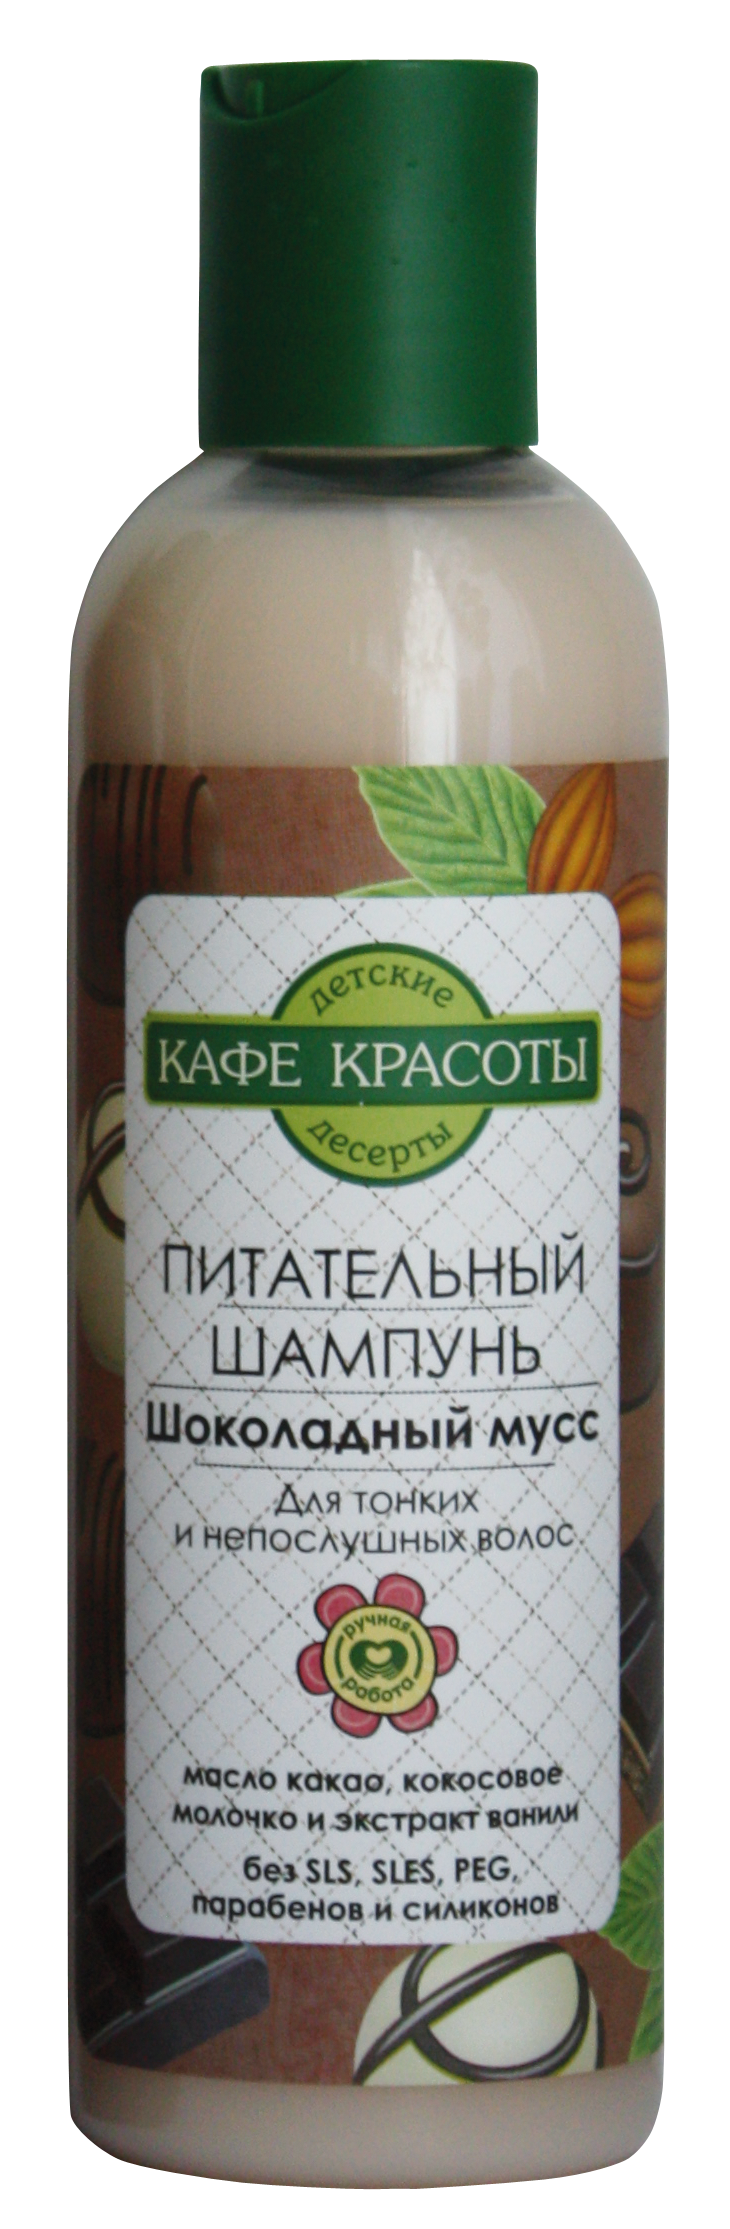 детские
КАФЕ КРАСОТЫ
десерты
ПИТАТЕЛЬНЫЙ
ШАМПУНЬ
Шоколадный мусс
Для тонких
и непослушных волос
ручная
работа
масло какао, кокосовое
молочко и экстракт ванили
без SLS, SLES, PEG,
парабенов и силиконов